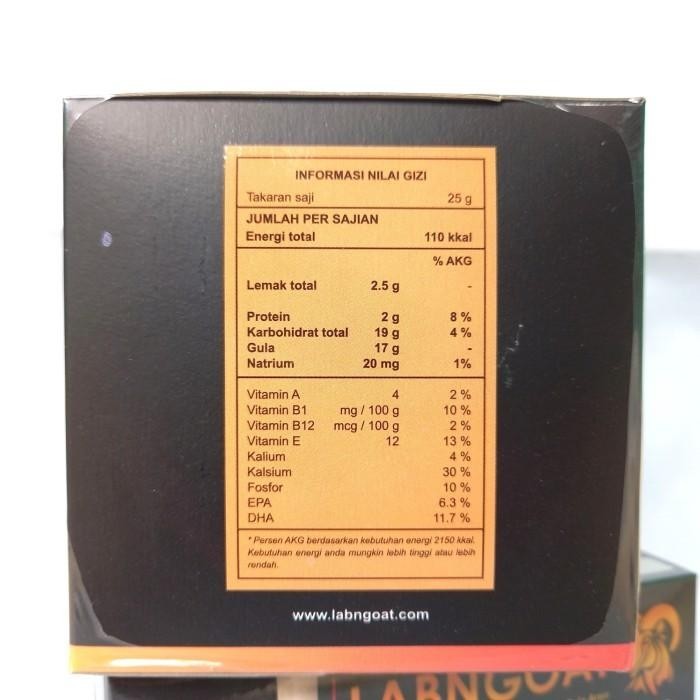 INFORMASI NILAI GIZI
Takaran saji 25 g
JUMLAH PER SAJIAN
Energi total 110 kkal
% AKG
Lemak total 2.5 g -
Protein 2 g 8 %
Karbohidrat total 19 g 4 %
Gula 17 g -
Natrium 20 mg 1%
Vitamin A 4 2 %
Vitamin B1 mg / 100 g 10 %
Vitamin B12 mcg / 100 g 2 %
Vitamin E 12 13 %
Kalium 4 %
Kalsium 30 %
Fosfor 10 %
EPA 6.3 %
DHA 11.7 %
* Persen AKG berdasarkan kebutuhan energi 2150 kkal.
Kebutuhan energi anda mungkin lebih tinggi atau lebih
rendah.
www.labngoat.com
LABNGOAT